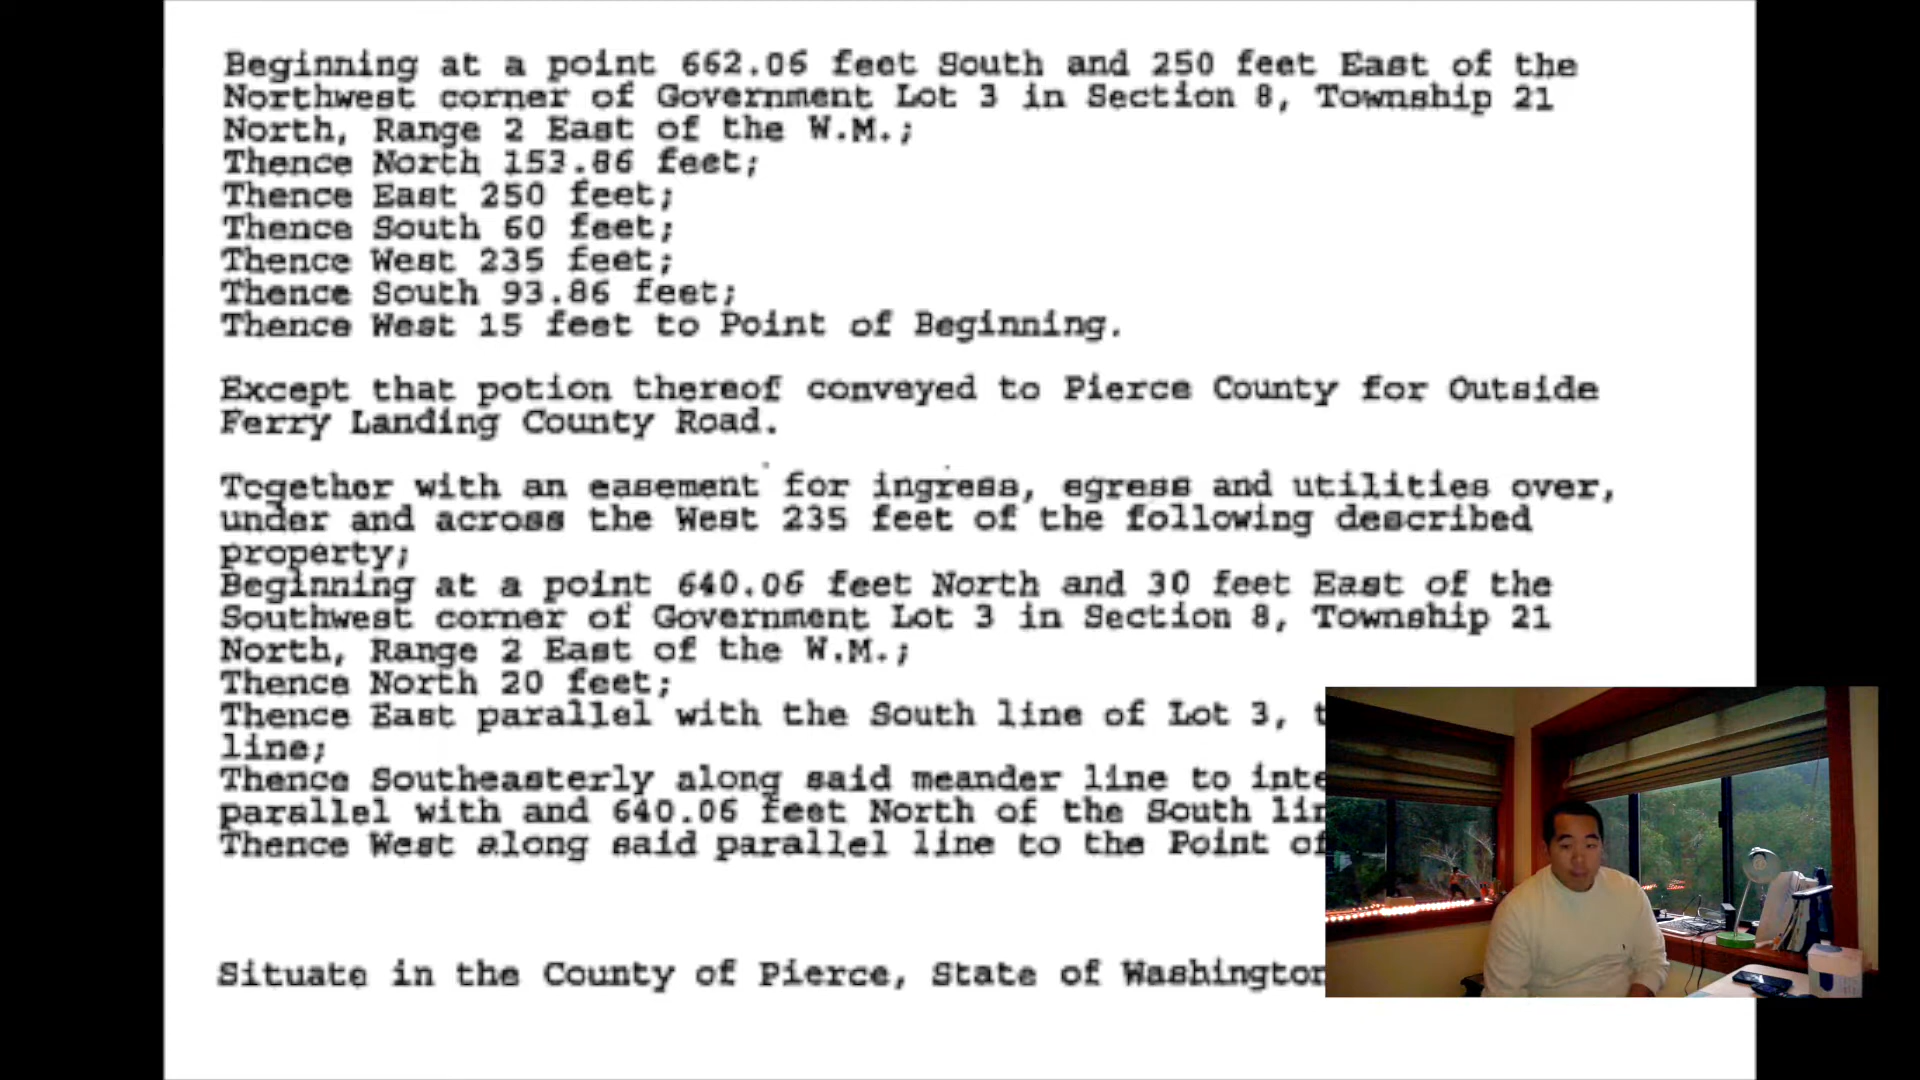 Beginning at a point 662.06 feet South and 250 feet East of the
Northwest corner of Government Lot 3 in Section 8, Township 21
North, Range 2 East of the W.M.;
Thence North 153.86 feet;
Thence East 250 feet;
Thence South 60 feet;
Thence West 235 feet;
Thence South 93.86 feet;
Thence West 15 feet to Point of Beginning.
Except that potion thereof conveyed to Pierce County for Outside
Ferry Landing County Road.
Together with an easement for ingress, egress and utilities over,
under and across the West 235 feet of the following described
property;
Beginning at a point 640.06 feet North and 30 feet East of the
Southwest corner of Government Lot 3 in Section 8, Township 21
North, Range 2 East of the W.M.;
Thence North 20 feet;
Thence East parallel with the South line of Lot 3,
line;
Thence Southeasterly along said meander line to
parallel with and 640.06 feet North of the South
Thence West along said parallel line to the Point of
Situate in the County of Pierce, State of Washington